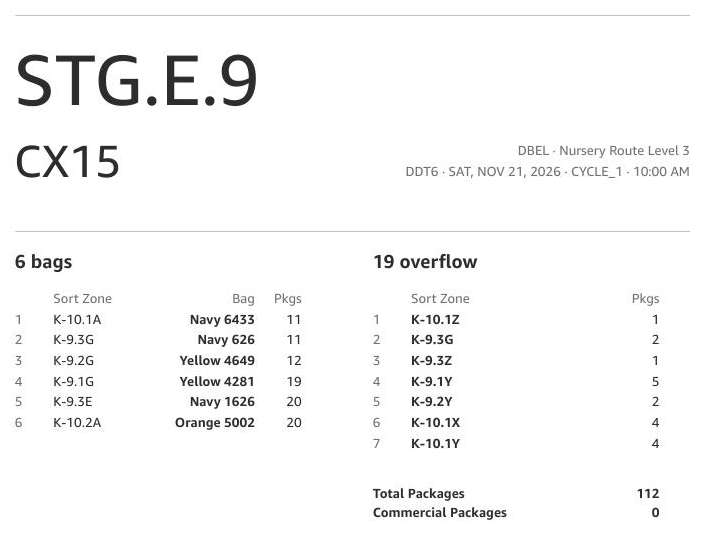 STG.E.9
CX15
DBEL · Nursery Route Level 3
DDT6 · SAT, NOV 21, 2026 · CYCLE_1 · 10:00 AM
6 bags
Sort Zone Bag Pkgs
1 K-10.1A Navy 6433 11
2 K-9.3G Navy 626 11
3 K-9.2G Yellow 4649 12
4 K-9.1G Yellow 4281 19
5 K-9.3E Navy 1626 20
6 K-10.2A Orange 5002 20
19 overflow
Sort Zone Pkgs
1 K-10.1Z 1
2 K-9.3G 2
3 K-9.3Z 1
4 K-9.1Y 5
5 K-9.2Y 2
6 K-10.1X 4
7 K-10.1Y 4
Total Packages 112
Commercial Packages 0